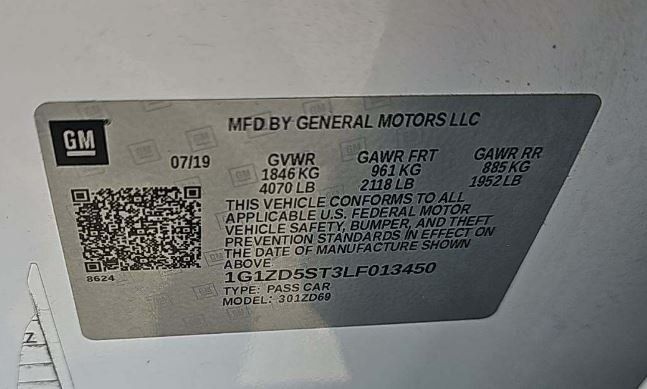 GM
MFD BY GENERAL MOTORS LLC
07/19 GVWR GAWR FRT GAWR RR
1846 KG 961 KG 885 KG
4070 LB 2118 LB 1952 LB
THIS VEHICLE CONFORMS TO ALL
APPLICABLE U.S. FEDERAL MOTOR
VEHICLE SAFETY, BUMPER, AND THEFT
PREVENTION STANDARDS IN EFFECT ON
THE DATE OF MANUFACTURE SHOWN
ABOVE.
8624
1G1ZD5ST3LF013450
TYPE: PASS CAR
MODEL: 301ZD69
Z